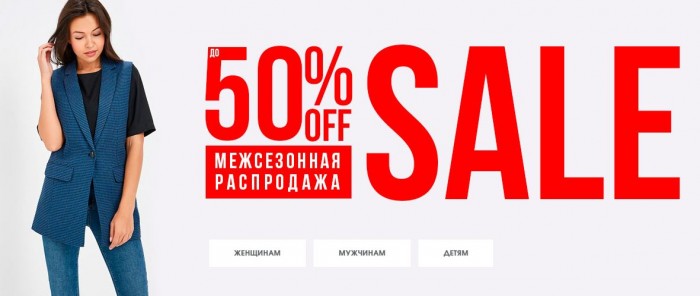 ДО
50% OFF
SALE
МЕЖСЕЗОННАЯ
РАСПРОДАЖА
ЖЕНЩИНАМ
МУЖЧИНАМ
ДЕТЯМ